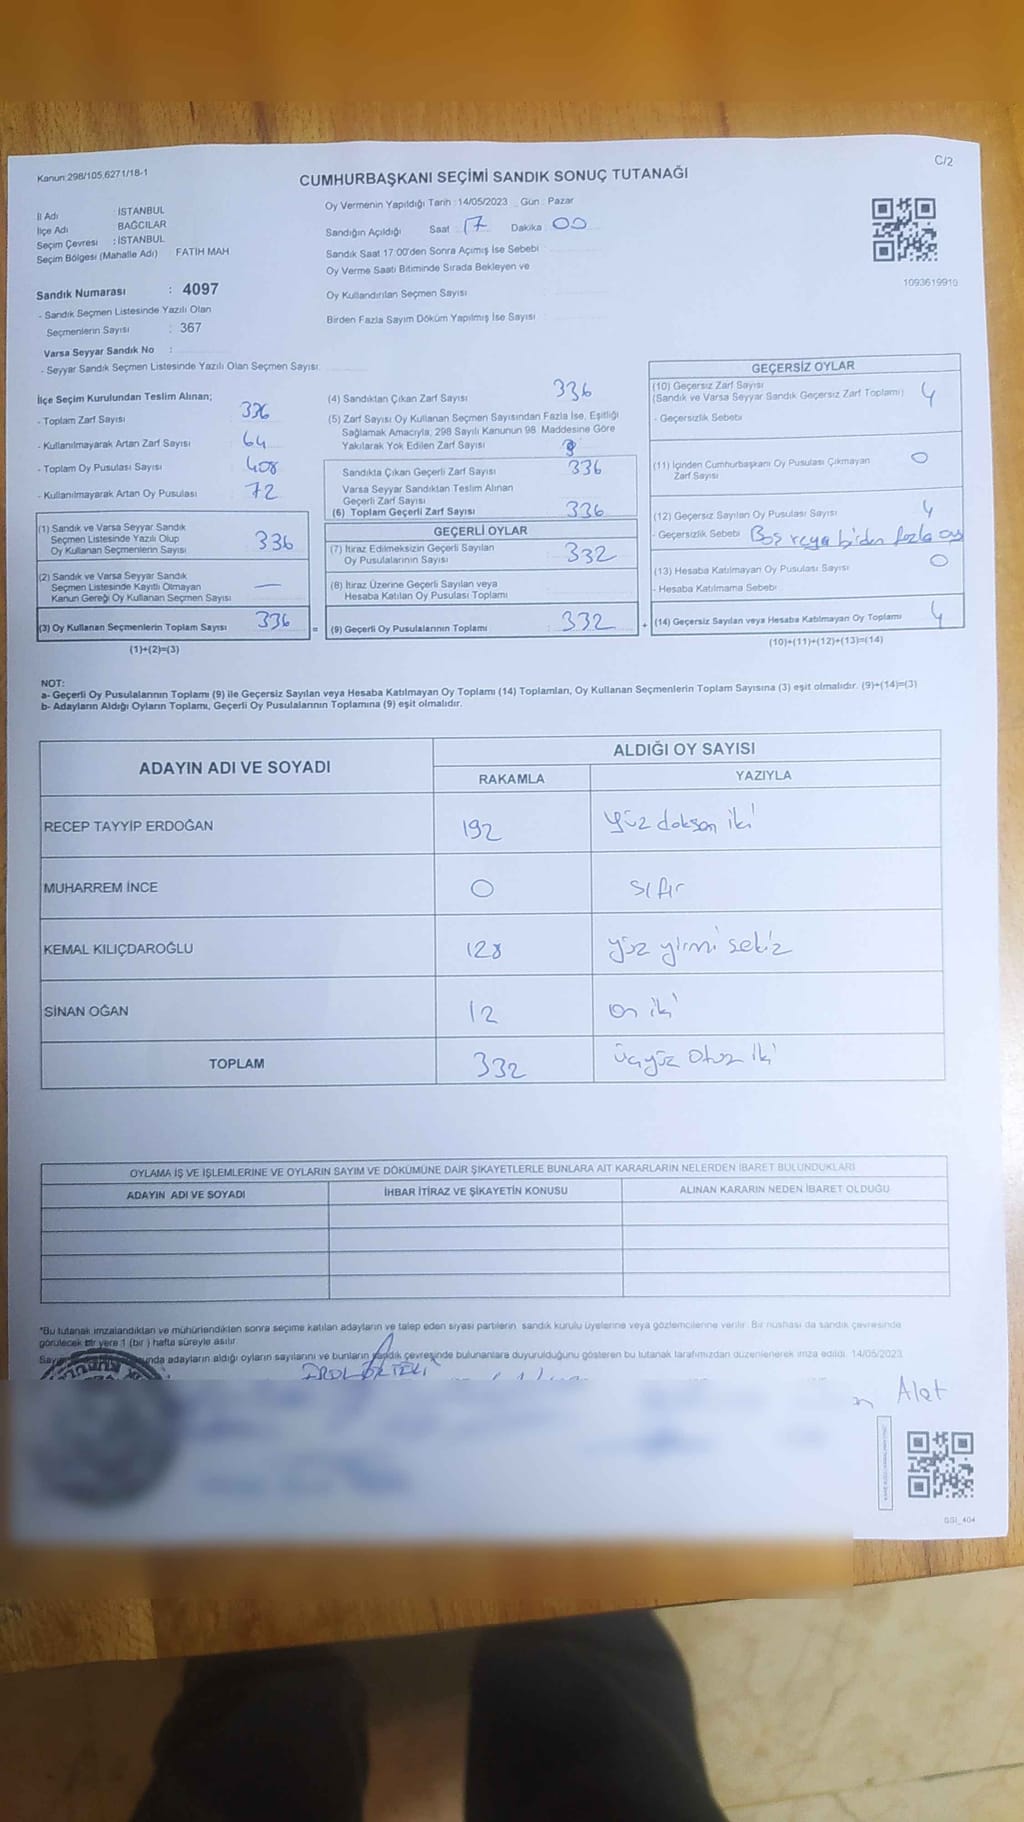 Kanun:298/105,6271/18-1
C/2
CUMHURBAŞKANI SEÇİMİ SANDIK SONUÇ TUTANAĞI
İl Adı : İSTANBUL
İlçe Adı : BAĞCILAR
Seçim Çevresi : İSTANBUL
Seçim Bölgesi (Mahalle Adı) FATİH MAH
Sandık Numarası : 4097
- Sandık Seçmen Listesinde Yazılı Olan
Seçmenlerin Sayısı : 367
Varsa Seyyar Sandık No :
- Seyyar Sandık Seçmen Listesinde Yazılı Olan Seçmen Sayısı:
Oy Vermenin Yapıldığı Tarih : 14/05/2023 Gün : Pazar
Sandığın Açıldığı Saat 17 Dakika 00
Sandık Saat 17:00'den Sonra Açımış İse Sebebi :
Oy Verme Saati Bitiminde Sırada Bekleyen ve
Oy Kullandırılan Seçmen Sayısı :
Birden Fazla Sayım Döküm Yapılmış İse Sayısı :
1093619910
İlçe Seçim Kurulundan Teslim Alınan;
- Toplam Zarf Sayısı
- Kullanılmayarak Artan Zarf Sayısı : 64
- Toplam Oy Pusulası Sayısı : 408
- Kullanılmayarak Artan Oy Pusulası : 72
(1) Sandık ve Varsa Seyyar Sandık
Seçmen Listesinde Yazılı Olup
Oy Kullanan Seçmenlerin Sayısı : 336
(2) Sandık ve Varsa Seyyar Sandık
Seçmen Listesinde Kayıtlı Olmayan
Kanun Gereği Oy Kullanan Seçmen Sayısı : —
(3) Oy Kullanan Seçmenlerin Toplam Sayısı : 336
(1)+(2)=(3)
(4) Sandıktan Çıkan Zarf Sayısı : 336
(5) Zarf Sayısı Oy Kullanan Seçmen Sayısından Fazla İse, Eşitliği
Sağlamak Amacıyla, 298 Sayılı Kanunun 98. Maddesine Göre
Yakılarak Yok Edilen Zarf Sayısı :
Sandıkta Çıkan Geçerli Zarf Sayısı : 336
Varsa Seyyar Sandıktan Teslim Alınan
Geçerli Zarf Sayısı :
(6) Toplam Geçerli Zarf Sayısı : 336
GEÇERLİ OYLAR
(7) İtiraz Edilmeksizin Geçerli Sayılan
Oy Pusulalarının Sayısı : 332
(8) İtiraz Üzerine Geçerli Sayılan veya
Hesaba Katılan Oy Pusulası Toplamı :
= (9) Geçerli Oy Pusulalarının Toplamı : 332
GEÇERSİZ OYLAR
(10) Geçersiz Zarf Sayısı
(Sandık ve Varsa Seyyar Sandık Geçersiz Zarf Toplamı) : 4
- Geçersizlik Sebebi :
(11) İçinden Cumhurbaşkanı Oy Pusulası Çıkmayan
Zarf Sayısı : 0
(12) Geçersiz Sayılan Oy Pusulası Sayısı : 4
- Geçersizlik Sebebi : Boş veya birden fazla oy
(13) Hesaba Katılmayan Oy Pusulası Sayısı : 0
- Hesaba Katılmama Sebebi :
+ (14) Geçersiz Sayılan veya Hesaba Katılmayan Oy Toplamı : 4
(10)+(11)+(12)+(13)=(14)
NOT:
a- Geçerli Oy Pusulalarının Toplamı (9) ile Geçersiz Sayılan veya Hesaba Katılmayan Oy Toplamı (14) Toplamları, Oy Kullanan Seçmenlerin Toplam Sayısına (3) eşit olmalıdır. (9)+(14)=(3)
b- Adayların Aldığı Oyların Toplamı, Geçerli Oy Pusulalarının Toplamına (9) eşit olmalıdır.
ADAYIN ADI VE SOYADI
ALDIĞI OY SAYISI
RAKAMLA YAZIYLA
RECEP TAYYİP ERDOĞAN 192 Yüz doksan iki
MUHARREM İNCE 0 sıfır
KEMAL KILIÇDAROĞLU 128 yüz yirmi sekiz
SİNAN OĞAN 12 on iki
TOPLAM 332 üçyüz otuz iki
OYLAMA İŞ VE İŞLEMLERİNE VE OYLARIN SAYIM VE DÖKÜMÜNE DAİR ŞİKAYETLERLE BUNLARA AİT KARARLARIN NELERDEN İBARET BULUNDUKLARI
ADAYIN ADI VE SOYADI İHBAR İTİRAZ VE ŞİKAYETİN KONUSU ALINAN KARARIN NEDEN İBARET OLDUĞU
*Bu tutanak imzalandıktan ve mühürlendikten sonra seçime katılan adayların ve talep eden siyasi partilerin, sandık kurulu üyelerine veya gözlemcilerine verilir. Bir nüshası da sandık çevresinde
görülecek bir yere 1 (bir ) hafta süreyle asılır.
adayların aldığı oyların sayılarını ve bunların sandık çevresinde bulunanlara duyurulduğunu gösteren bu tutanak tarafımızdan düzenlenerek imza edildi. 14/05/2023
Alat
GSI_404